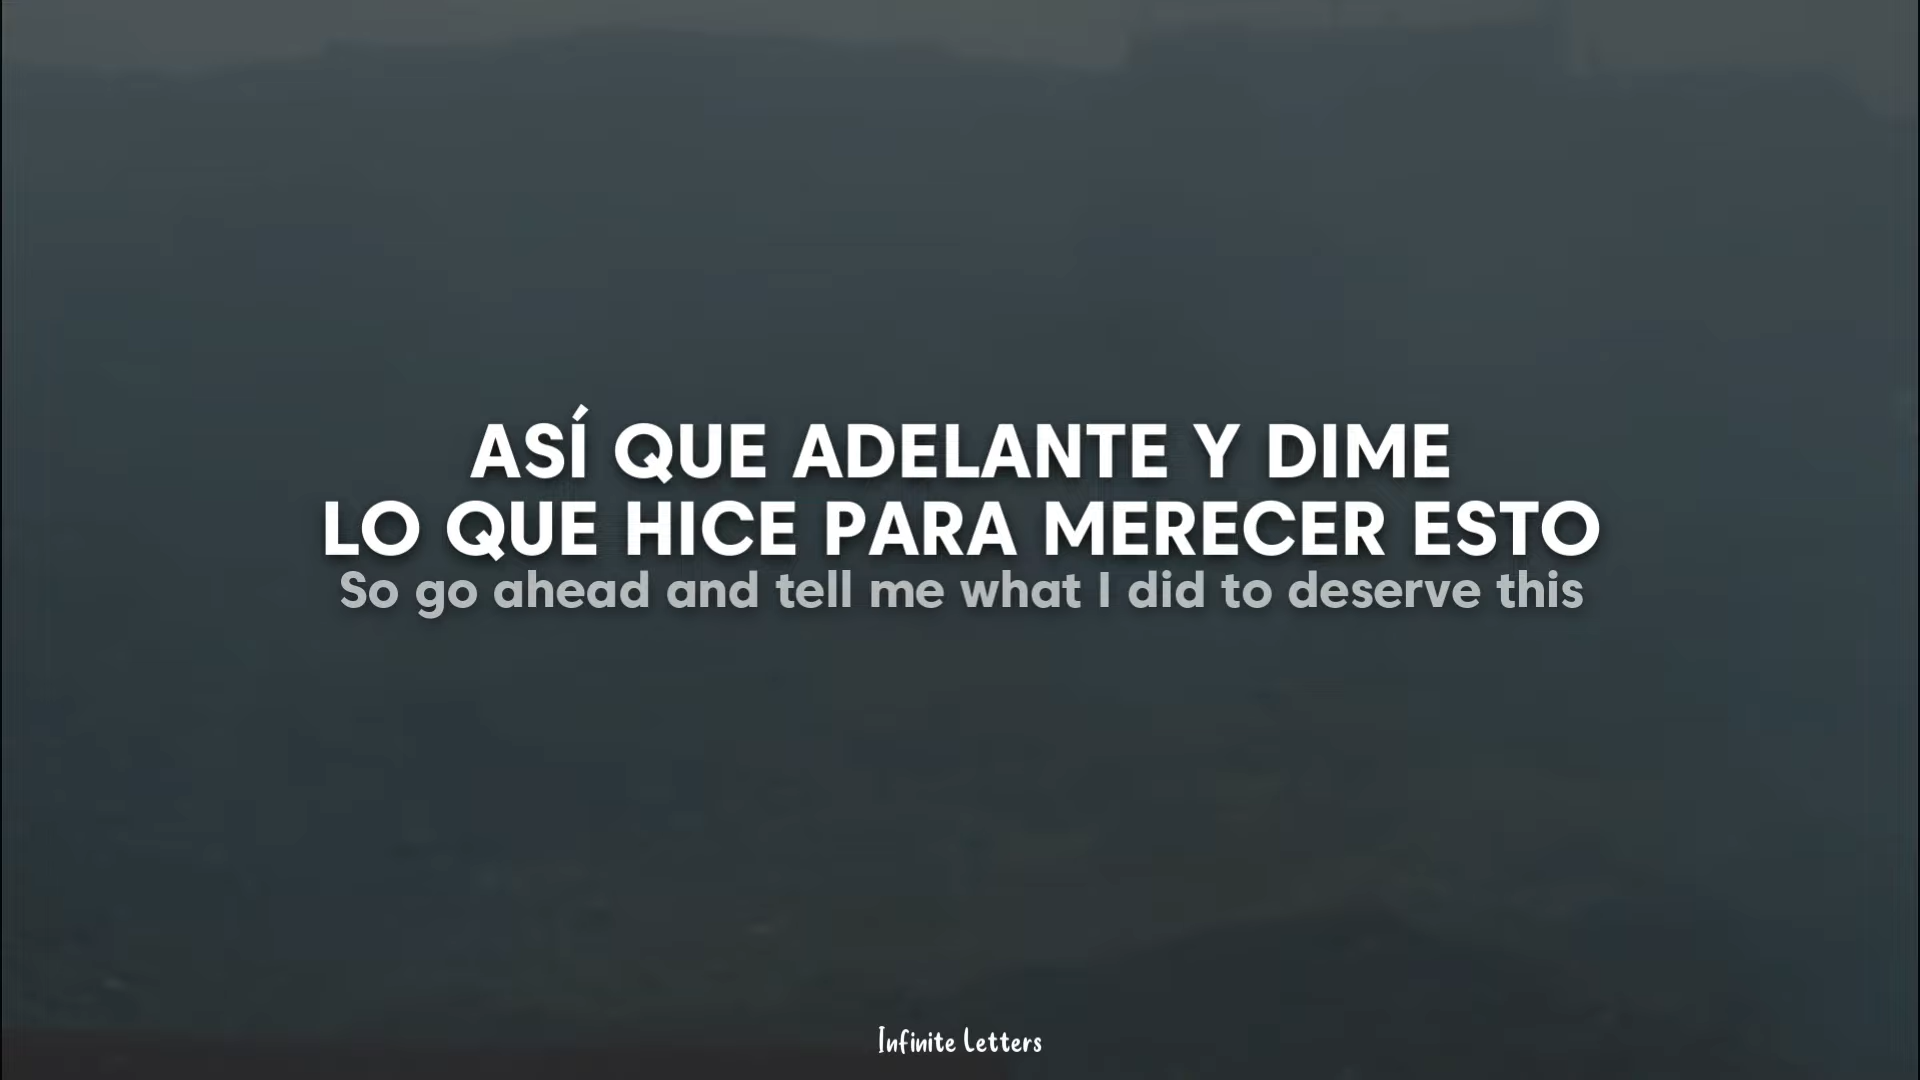 ASÍ QUE ADELANTE Y DIME
LO QUE HICE PARA MERECER ESTO
So go ahead and tell me what I did to deserve this
Infinite Letters